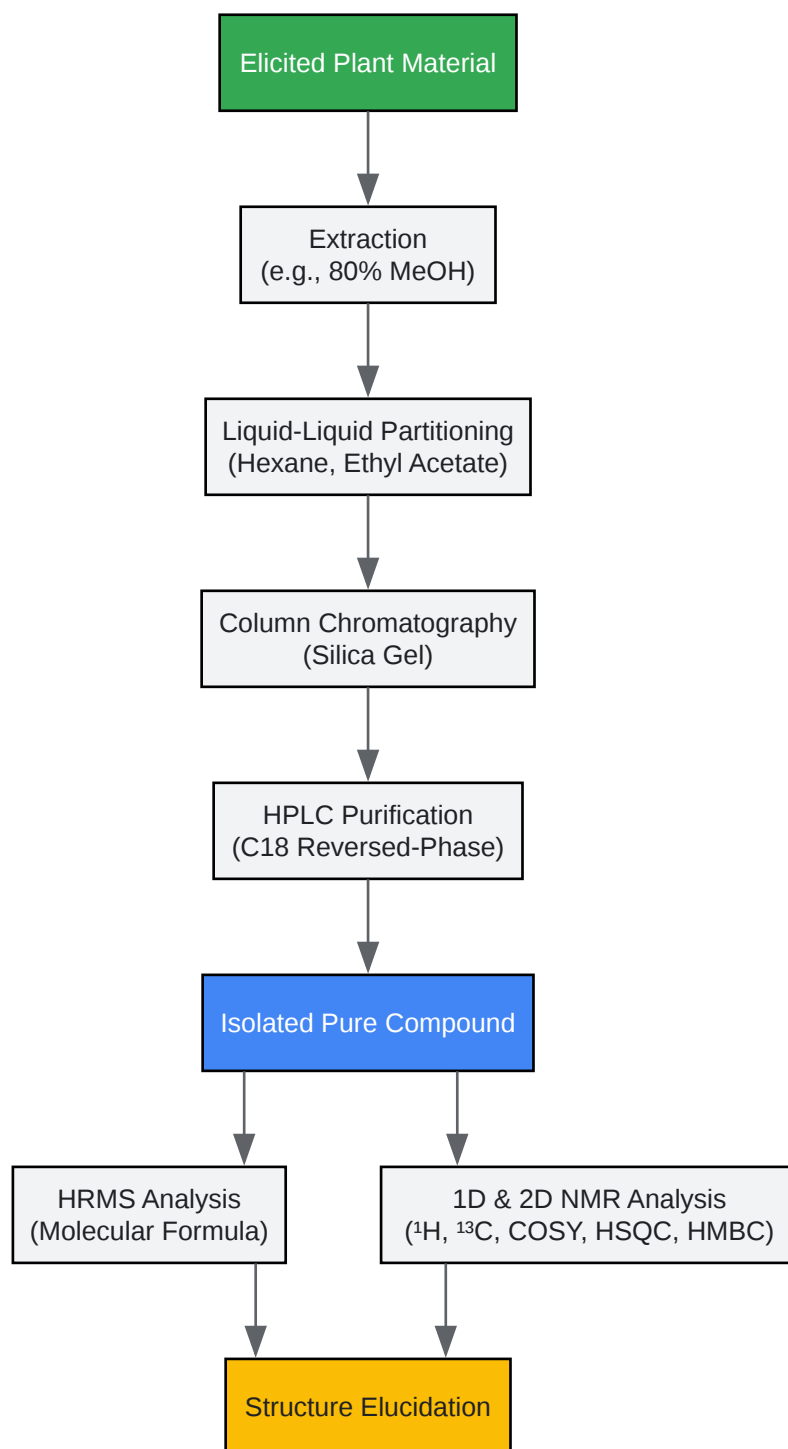 Elicited Plant Material
Extraction
(e.g., 80% MeOH)
Liquid-Liquid Partitioning
(Hexane, Ethyl Acetate)
Column Chromatography
(Silica Gel)
HPLC Purification
(C18 Reversed-Phase)
Isolated Pure Compound
HRMS Analysis
(Molecular Formula)
1D & 2D NMR Analysis
(¹H, ¹³C, COSY, HSQC, HMBC)
Structure Elucidation